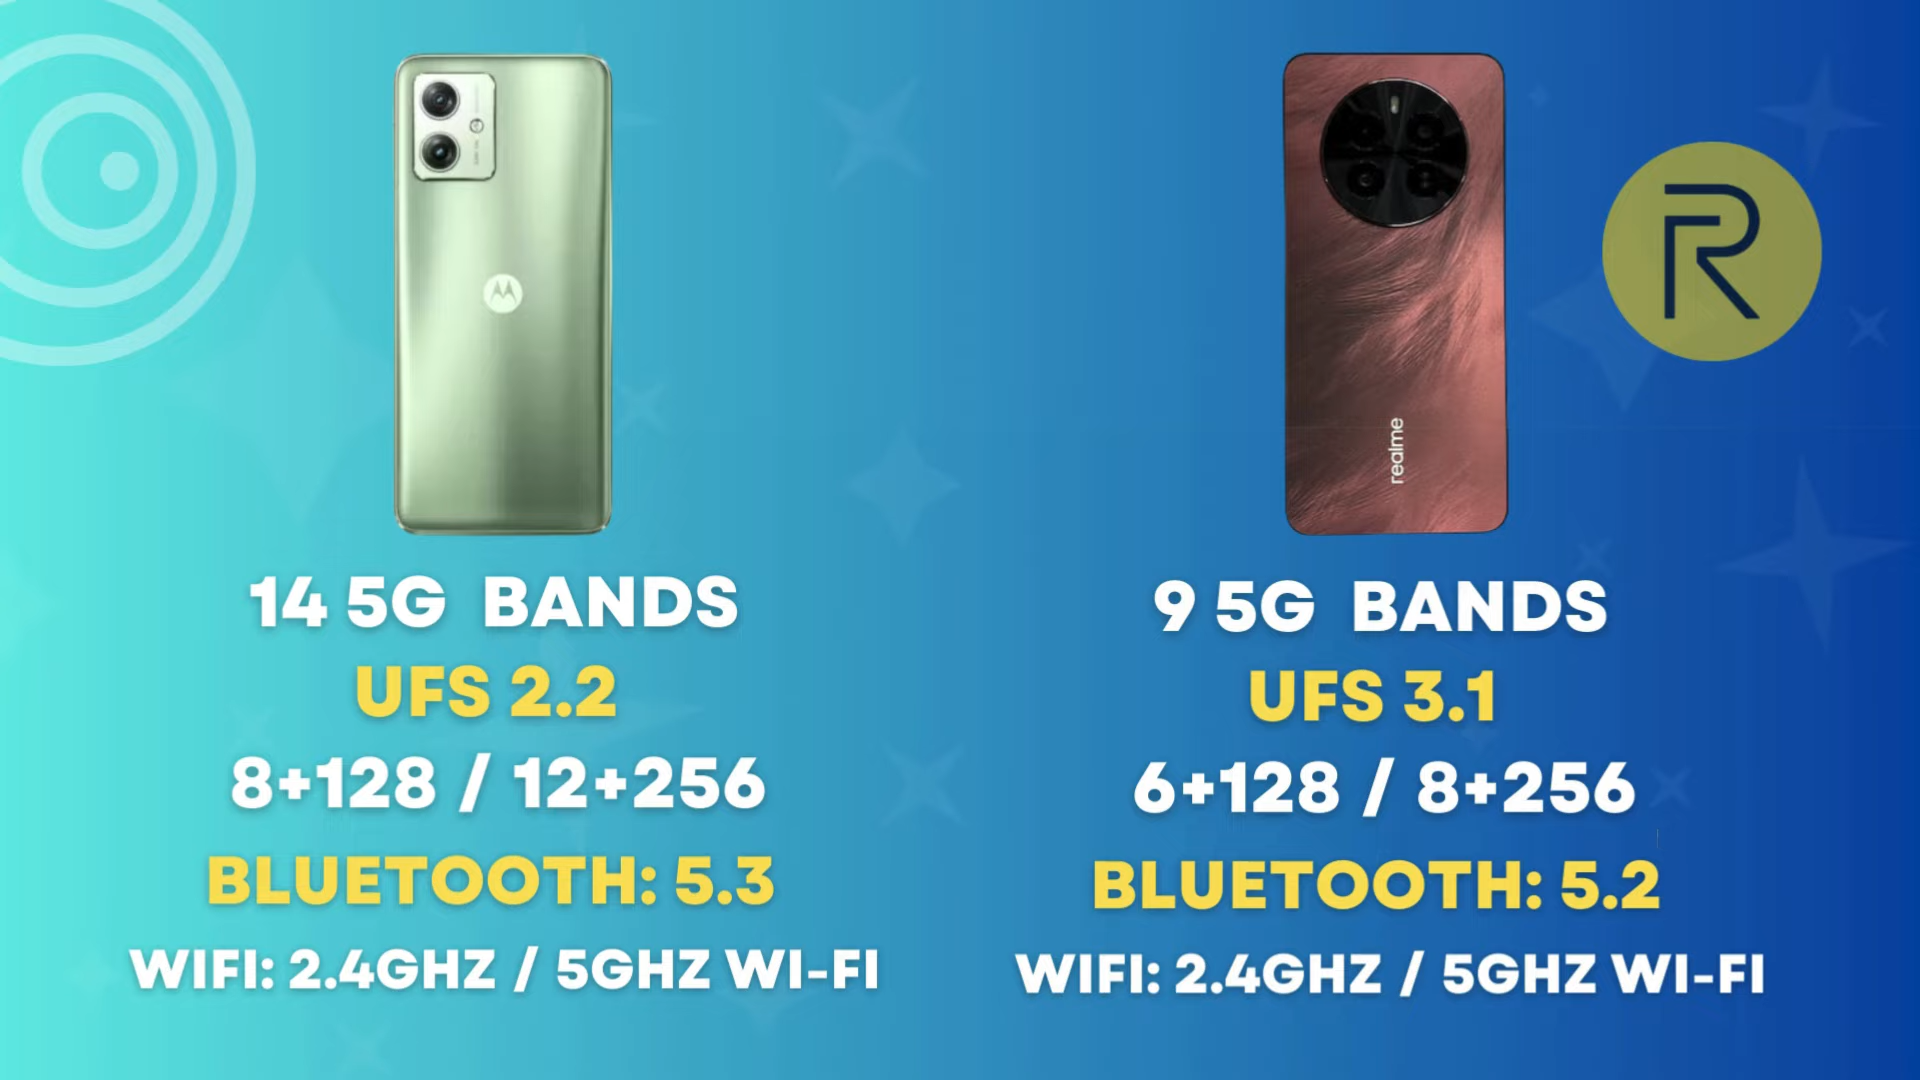 realme
14 5G BANDS
UFS 2.2
8+128 / 12+256
BLUETOOTH: 5.3
WIFI: 2.4GHZ / 5GHZ WI-FI
R
9 5G BANDS
UFS 3.1
6+128 / 8+256
BLUETOOTH: 5.2
WIFI: 2.4GHZ / 5GHZ WI-FI